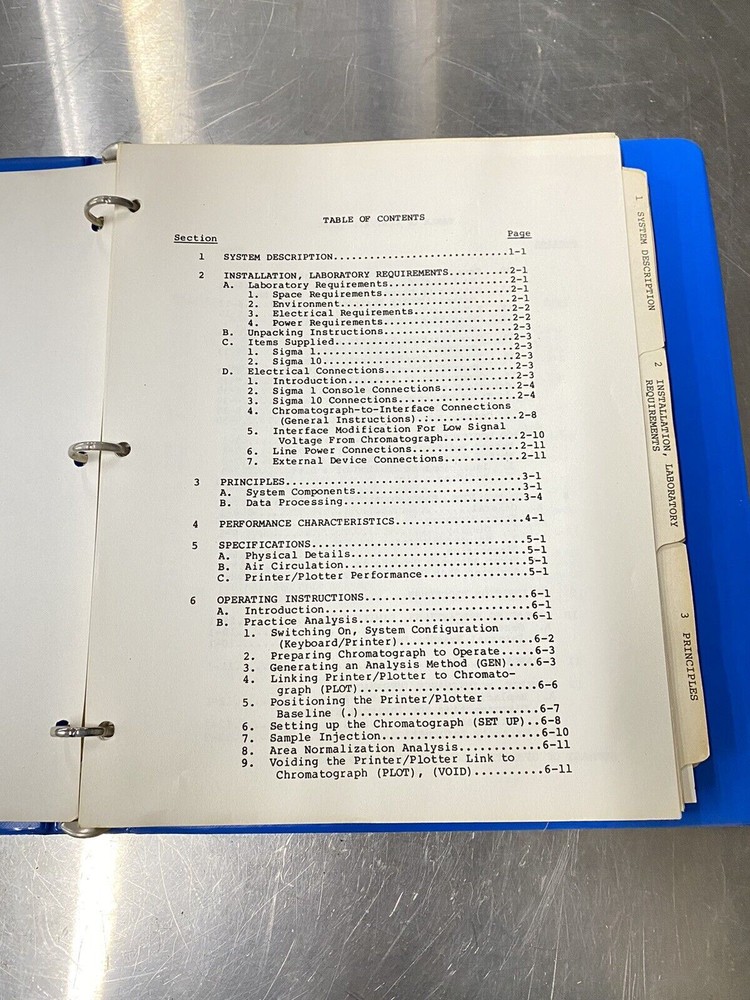 TABLE OF CONTENTS
Section Page
1 SYSTEM DESCRIPTION.............................1-1
2 INSTALLATION, LABORATORY REQUIREMENTS..........2-1
A. Laboratory Requirements....................2-1
1. Space Requirements.....................2-1
2. Environment............................2-1
3. Electrical Requirements................2-2
4. Power Requirements.....................2-2
B. Unpacking Instructions.....................2-3
C. Items Supplied.............................2-3
1. Sigma 1................................2-3
2. Sigma 10...............................2-3
D. Electrical Connections.....................2-3
1. Introduction...........................2-3
2. Sigma 1 Console Connections............2-4
3. Sigma 10 Connections...................2-4
4. Chromatograph-to-Interface Connections
(General Instructions).:..............2-8
5. Interface Modification For Low Signal
Voltage From Chromatograph............2-10
6. Line Power Connections.................2-11
7. External Device Connections............2-11
3 PRINCIPLES.....................................3-1
A. System Components..........................3-1
B. Data Processing............................3-4
4 PERFORMANCE CHARACTERISTICS....................4-1
5 SPECIFICATIONS.................................5-1
A. Physical Details...........................5-1
B. Air Circulation............................5-1
C. Printer/Plotter Performance................5-1
6 OPERATING INSTRUCTIONS.........................6-1
A. Introduction...............................6-1
B. Practice Analysis..........................6-1
1. Switching On, System Configuration
(Keyboard/Printer)....................6-2
2. Preparing Chromatograph to Operate.....6-3
3. Generating an Analysis Method (GEN)....6-3
4. Linking Printer/Plotter to Chromato-
graph (PLOT)..........................6-6
5. Positioning the Printer/Plotter
Baseline (.)..........................6-7
6. Setting up the Chromatograph (SET UP)..6-8
7. Sample Injection.......................6-10
8. Area Normalization Analysis............6-11
9. Voiding the Printer/Plotter Link to
Chromatograph (PLOT), (VOID)..........6-11
1 SYSTEM DESCRIPTION
2 INSTALLATION, LABORATORY
REQUIREMENTS
3 PRINCIPLES